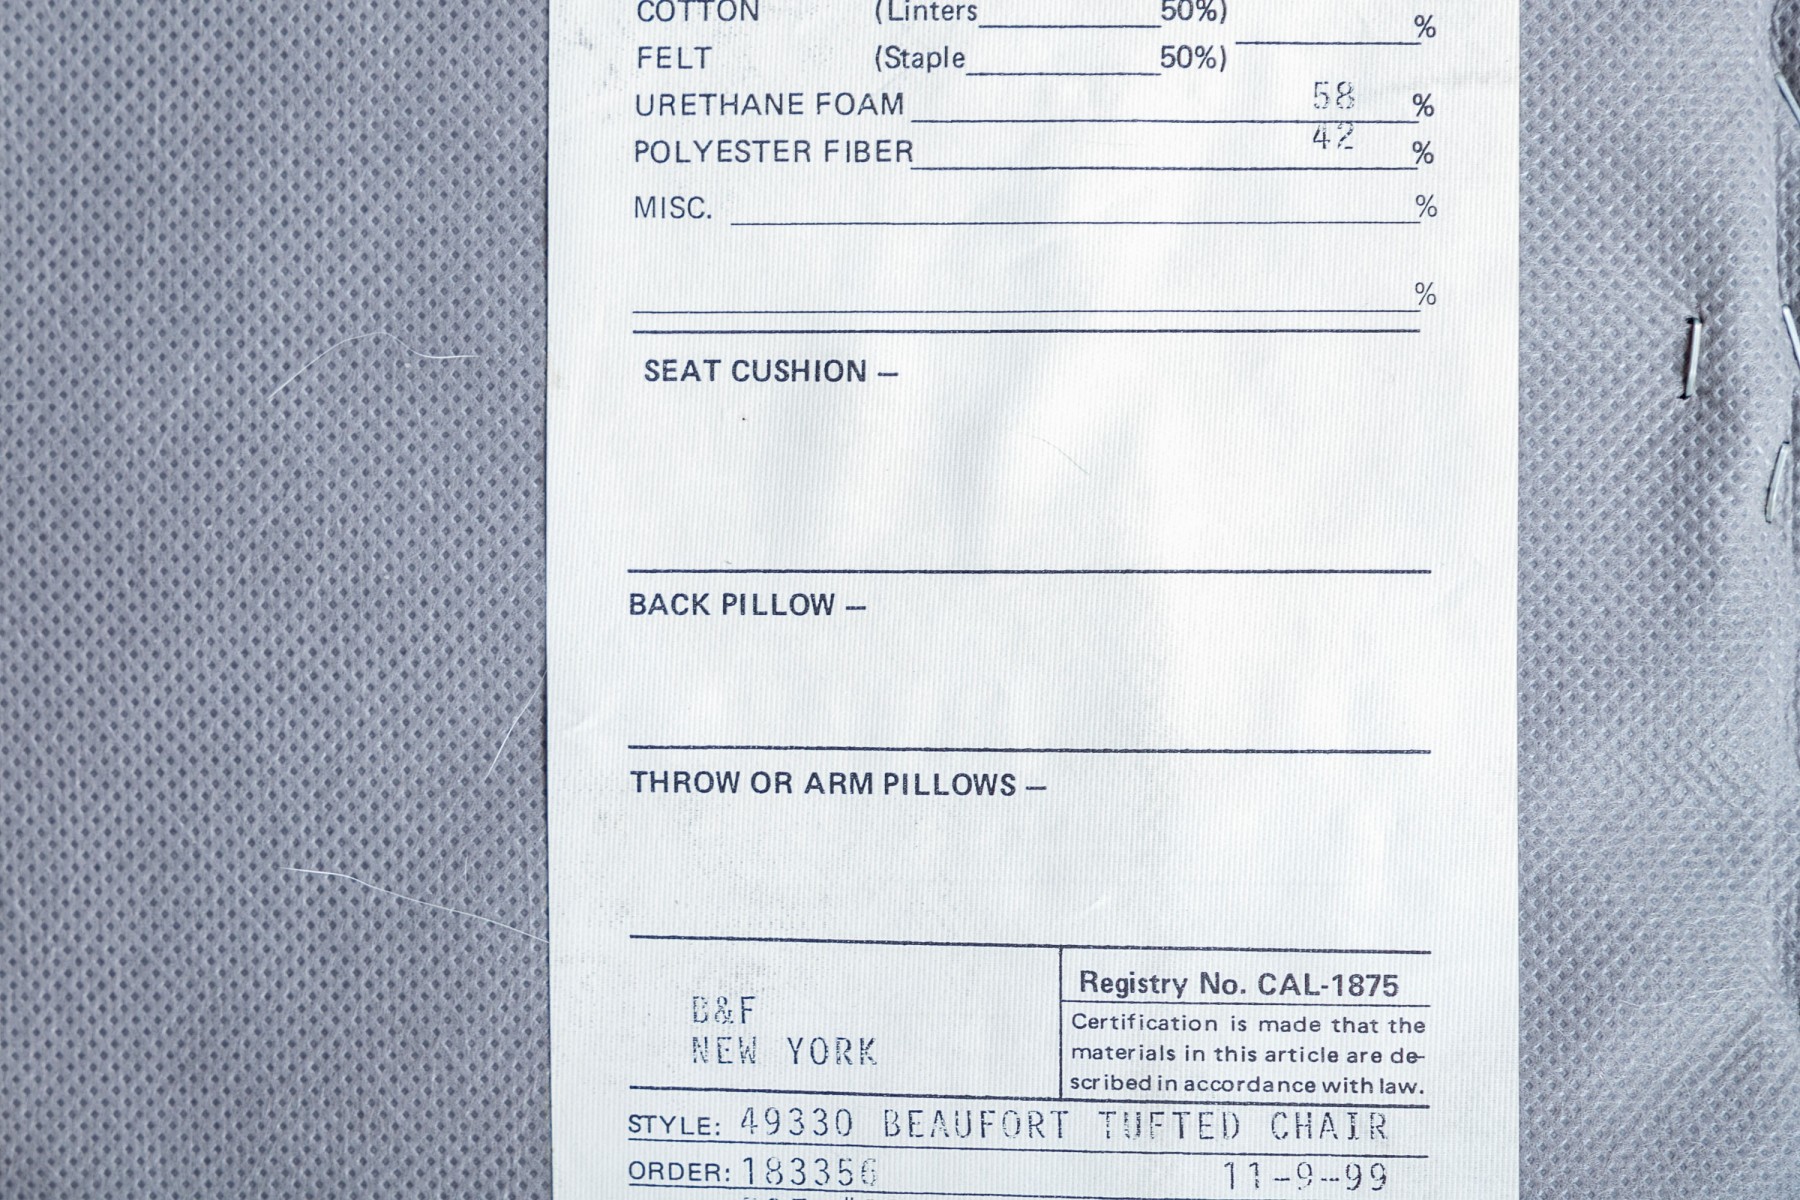 COTTON (Linters 50%) %
FELT (Staple 50%)
URETHANE FOAM 58 %
POLYESTER FIBER 42 %
MISC. %
%
SEAT CUSHION –
BACK PILLOW –
THROW OR ARM PILLOWS –
B&F
NEW YORK
Registry No. CAL-1875
Certification is made that the
materials in this article are de-
scribed in accordance with law.
STYLE: 49330 BEAUFORT TUFTED CHAIR
ORDER: 183356 11-9-99